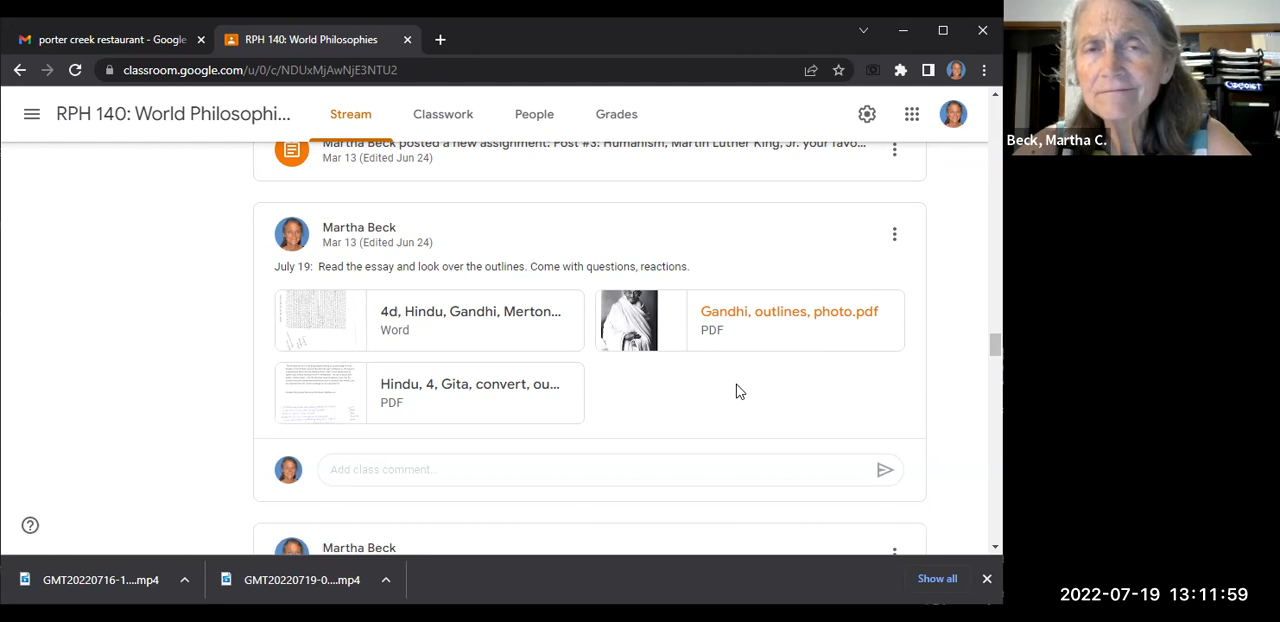 porter creek restaurant - Google
RPH 140: World Philosophies
classroom.google.com/u/0/c/NDUxMjAwNjE3NTU2
RPH 140: World Philosophi...
Stream
Classwork
People
Grades
Martha Beck posted a new assignment: Post #3: Humanism, Martin Luther King, Jr. your favo...
Mar 13 (Edited Jun 24)
Martha Beck
Mar 13 (Edited Jun 24)
July 19: Read the essay and look over the outlines. Come with questions, reactions.
4d, Hindu, Gandhi, Merton...
Word
Gandhi, outlines, photo.pdf
PDF
Hindu, 4, Gita, convert, ou...
PDF
Add class comment...
Martha Beck
GMT20220716-1....mp4
GMT20220719-0....mp4
Show all
Beck, Martha C.
2022-07-19 13:11:59